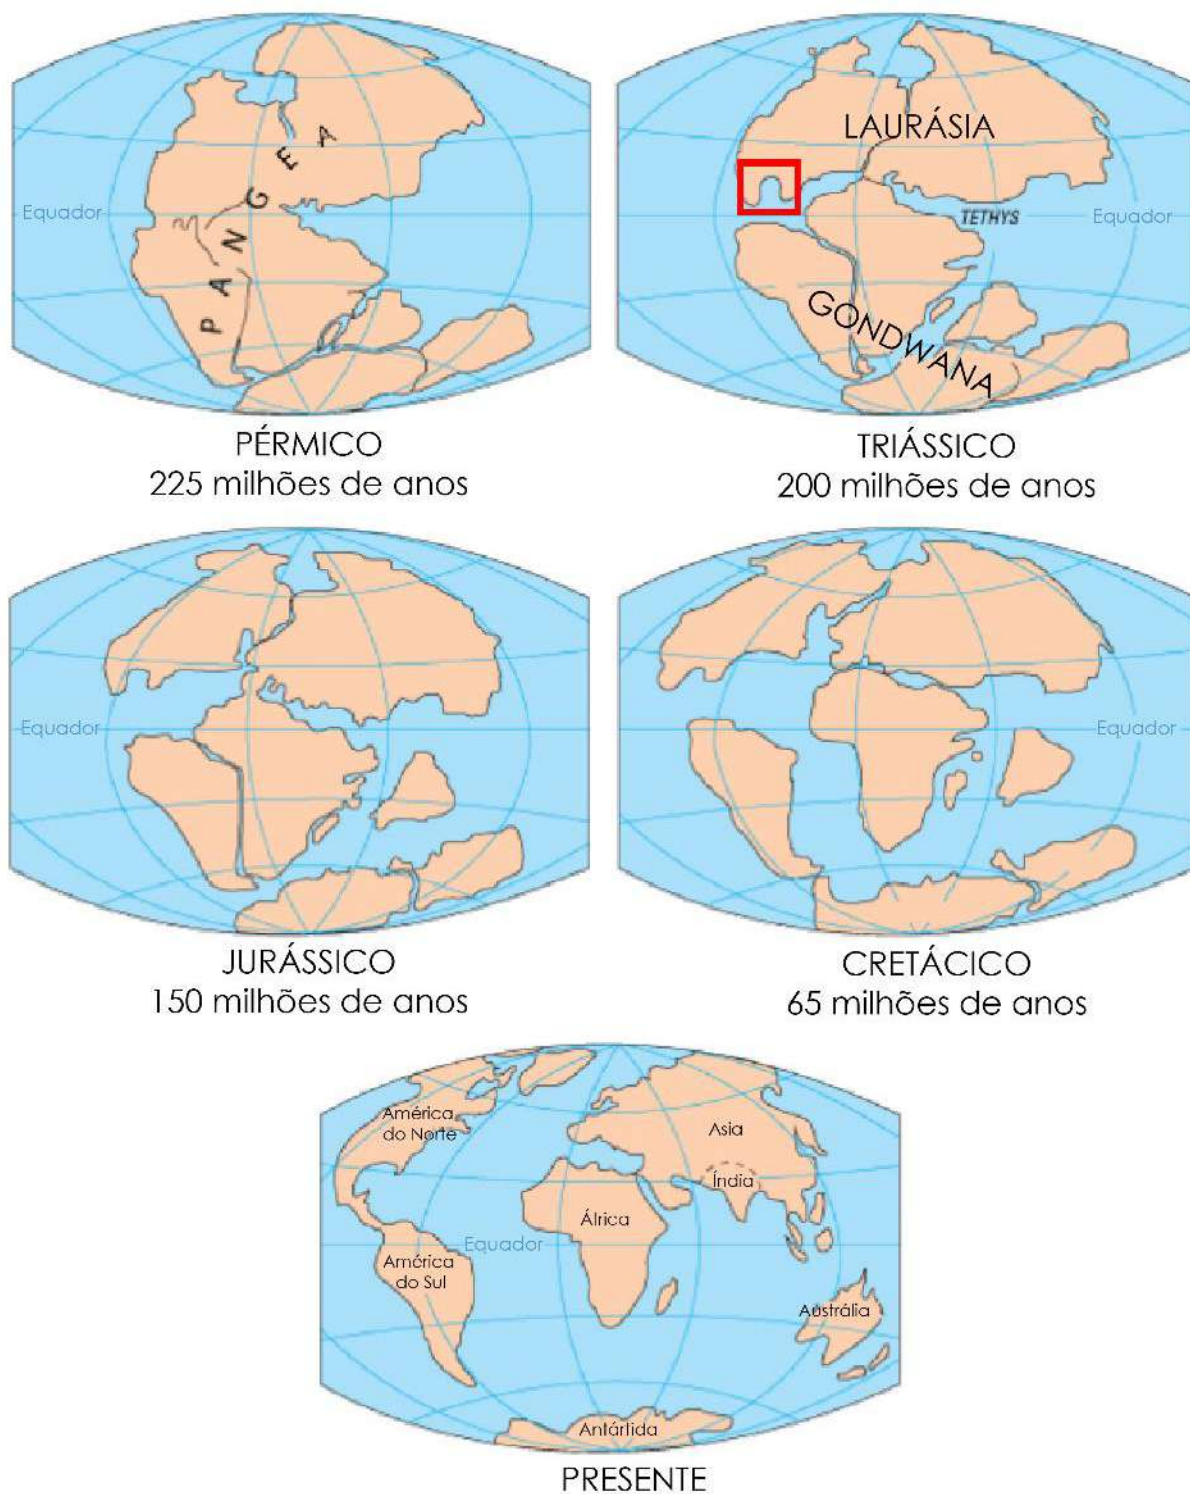 PANGEA
Equador
PÉRMICO
225 milhões de anos
LAURÁSIA
TETHYS
Equador
GONDWANA
TRIÁSSICO
200 milhões de anos
Equador
JURÁSSICO
150 milhões de anos
Equador
CRETÁCICO
65 milhões de anos
América
do Norte
Asia
Índia
África
Equador
América
do Sul
Austrália
Antártida
PRESENTE